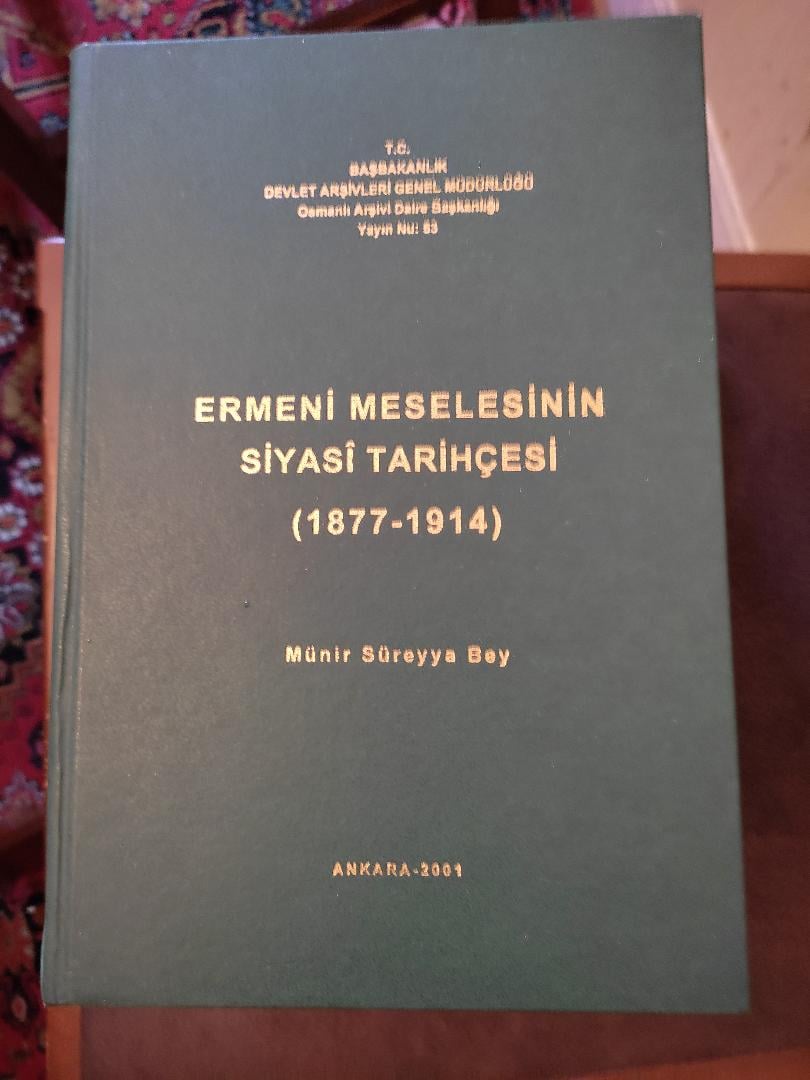 T.C.
BAŞBAKANLIK
DEVLET ARŞİVLERİ GENEL MÜDÜRLÜĞÜ
Osmanlı Arşivi Daire Başkanlığı
Yayın Nu: 53
ERMENİ MESELESİNİN
SİYASÎ TARİHÇESİ
(1877-1914)
Münir Süreyya Bey
ANKARA-2001